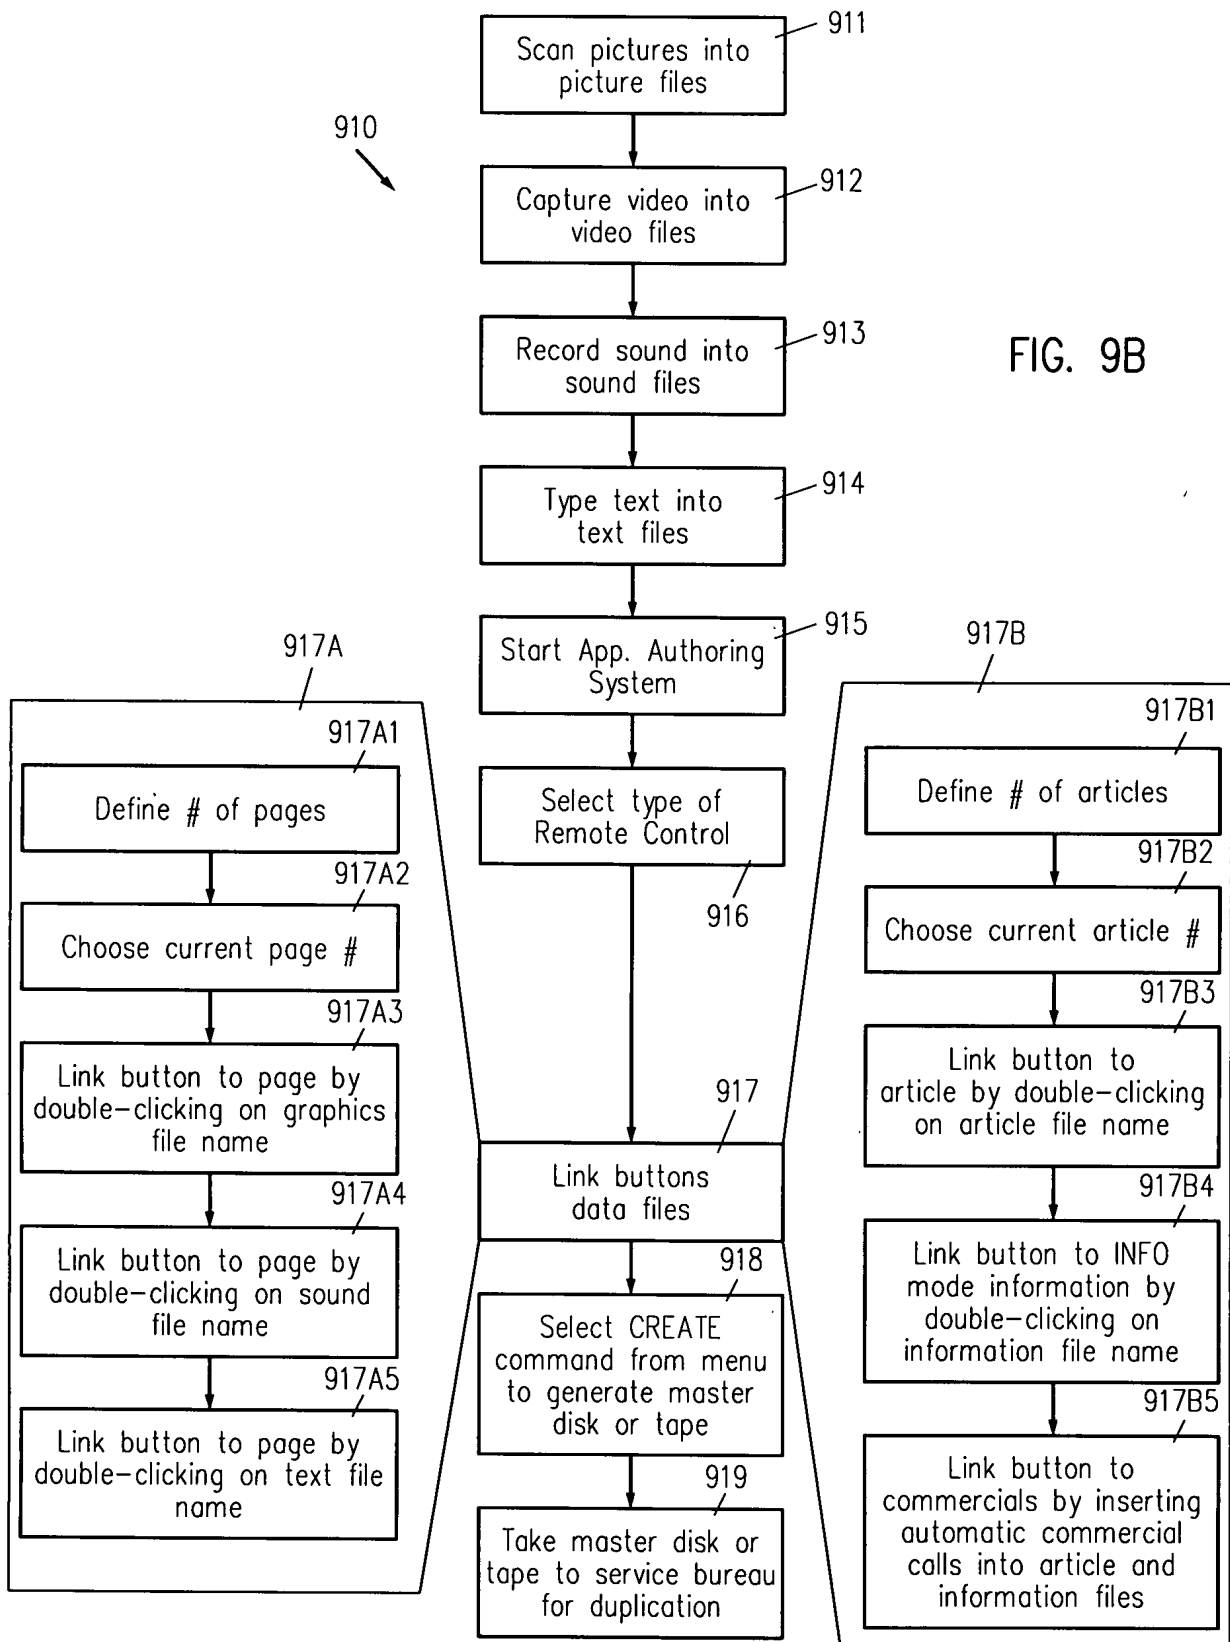 911
Scan pictures into
picture files
910
912
Capture video into
video files
913
Record sound into
sound files
FIG. 9B
914
Type text into
text files
915
Start App. Authoring
System
Select type of
Remote Control
916
917A
917A1
Define # of pages
917A2
Choose current page #
917A3
Link button to page by
double-clicking on graphics
file name
917A4
Link button to page by
double-clicking on sound
file name
917A5
Link button to page by
double-clicking on text file
name
917
Link buttons
data files
918
Select CREATE
command from menu
to generate master
disk or tape
919
Take master disk or
tape to service bureau
for duplication
917B
917B1
Define # of articles
917B2
Choose current article #
917B3
Link button to
article by double-clicking
on article file name
917B4
Link button to INFO
mode information by
double-clicking on
information file name
917B5
Link button to
commercials by inserting
automatic commercial
calls into article and
information files